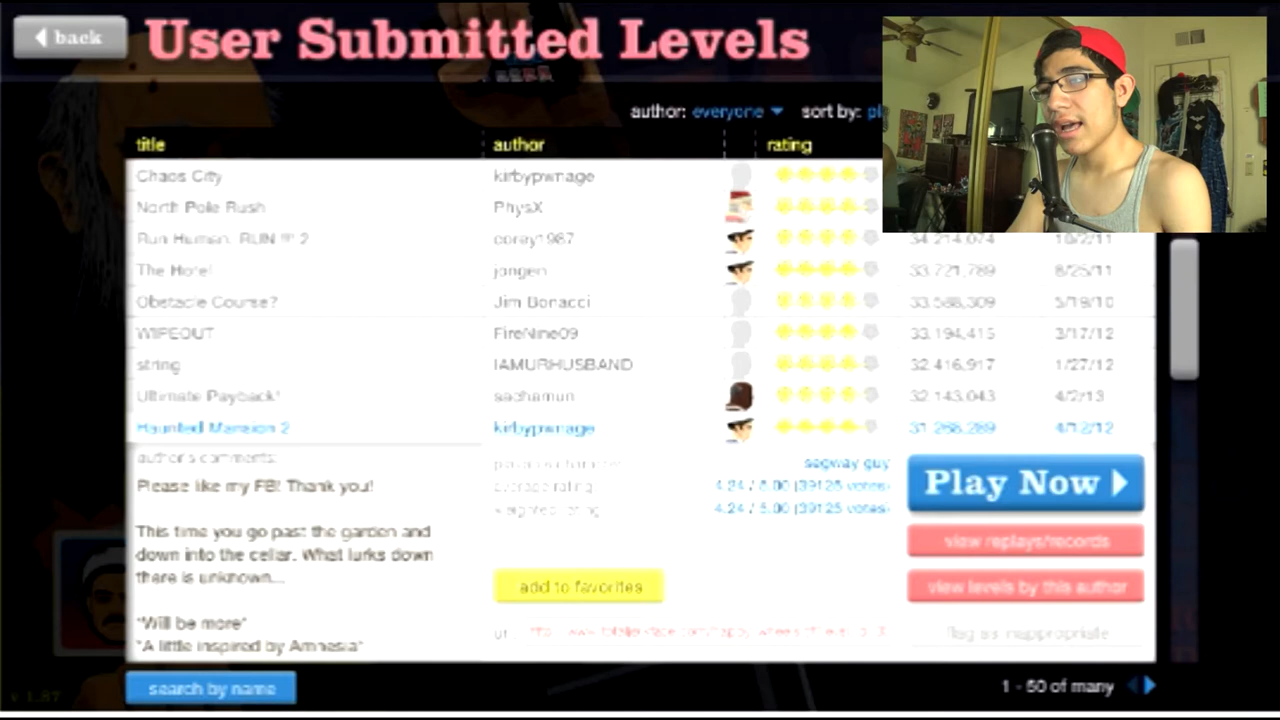 back
User Submitted Levels
author: everyone sort by:
title author rating
Chaos City kirbypwnage
North Pole Rush PhysX
Run Human, RUN !!! 2 corey1987 34,214,074 10/2/11
The Hotel jongen 33,721,789 8/25/11
Obstacle Course? Jim Bonacci 33,588,309 5/19/10
WIPEOUT FireNine09 33,194,415 3/17/12
string IAMURHUSBAND 32,416,917 1/27/12
Ultimate Payback! sachamun 32,143,043 4/2/13
Haunted Mansion 2 kirbypwnage 31,268,289 4/12/12
author's comments: segway guy
Please like my FB! Thank you! average rating 4.24 / 5.00 (39125 votes) Play Now
weighted rating 4.24 / 5.00 (39125 votes)
This time you go past the garden and
down into the cellar. What lurks down
there is unknown...
view replays/records
add to favorites view levels by this author
*Will be more*
*A little inspired by Amnesia*
flag as inappropriate
search by name 1 - 50 of many
v 1.87